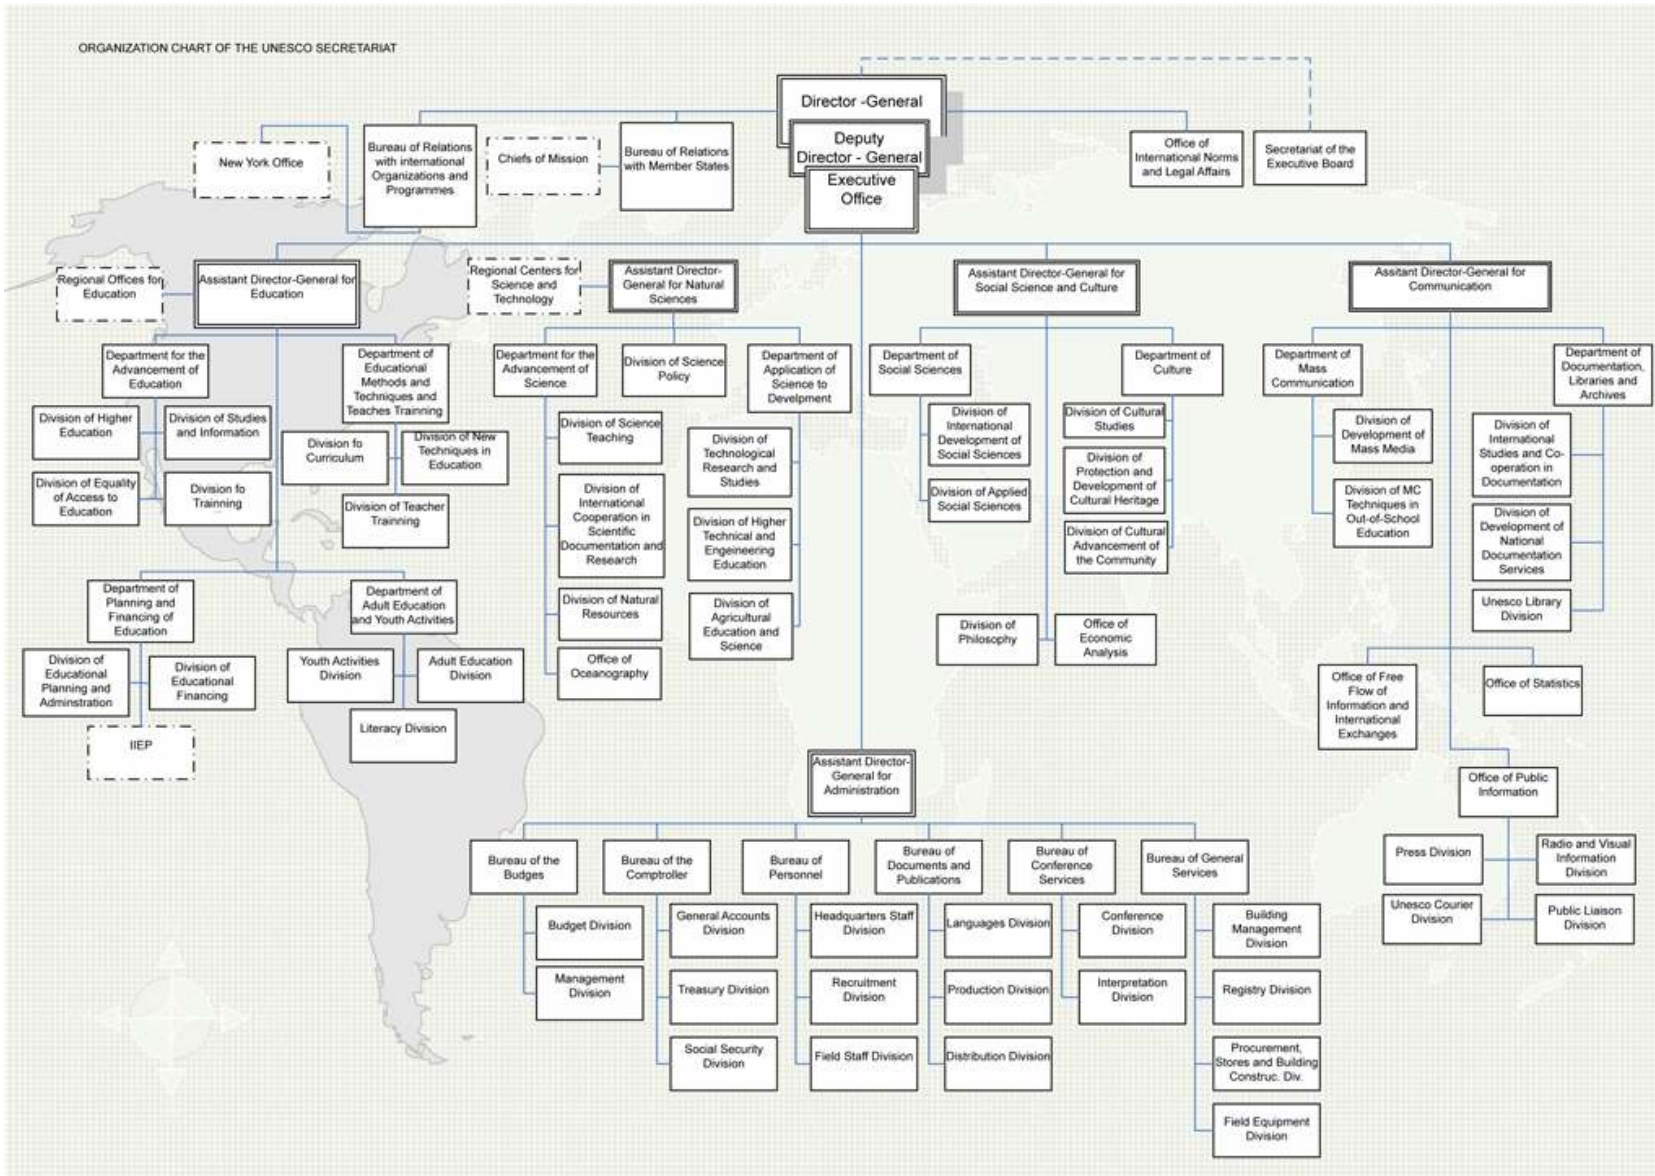 ORGANIZATION CHART OF THE UNESCO SECRETARIAT
Director -General
Deputy
Director - General
Executive
Office
New York Office
Bureau of Relations
with international
Organizations and
Programmes
Chiefs of Mission
Bureau of Relations
with Member States
Office of
International Norms
and Legal Affairs
Secretariat of the
Executive Board
Regional Offices for
Education
Assistant Director-General for
Education
Regional Centers for
Science and
Technology
Assistant Director-
General for Natural
Sciences
Assistant Director-General for
Social Science and Culture
Assitant Director-General for
Communication
Department for the
Advancement of
Education
Department of
Educational
Methods and
Techniques and
Teaches Trainning
Division of Higher
Education
Division of Studies
and Information
Division of Equality
of Access to
Education
Division fo
Trainning
Division fo
Curriculum
Division of New
Techniques in
Education
Division of Teacher
Trainning
Department of
Planning and
Financing of
Education
Department of
Adult Education
and Youth Activities
Division of
Educational
Planning and
Adminstration
Division of
Educational
Financing
IIEP
Youth Activities
Division
Adult Education
Division
Literacy Division
Department for the
Advancement of
Science
Division of Science
Policy
Department of
Application of
Science to
Develpment
Division of Science
Teaching
Division of
International
Cooperation in
Scientific
Documentation and
Research
Division of Natural
Resources
Office of
Oceanography
Division of
Technological
Research and
Studies
Division of Higher
Technical and
Engeineering
Education
Division of
Agricultural
Education and
Science
Department of
Social Sciences
Department of
Culture
Division of
International
Development of
Social Sciences
Division of Applied
Social Sciences
Division of Cultural
Studies
Division of
Protection and
Development of
Cultural Heritage
Division of Cultural
Advancement of
the Community
Division of
Philosophy
Office of
Economic
Analysis
Department of
Mass
Communication
Department of
Documentation,
Libraries and
Archives
Division of
Development of
Mass Media
Division of MC
Techniques in
Out-of-School
Education
Division of
International
Studies and Co-
operation in
Documentation
Division of
Development of
National
Documentation
Services
Unesco Library
Division
Office of Free
Flow of
Information and
International
Exchanges
Office of Statistics
Office of Public
Information
Press Division
Radio and Visual
Information
Division
Unesco Courier
Division
Public Liaison
Division
Assistant Director-
General for
Administration
Bureau of the
Budges
Bureau of the
Comptroller
Bureau of
Personnel
Bureau of
Documents and
Publications
Bureau of
Conference
Services
Bureau of General
Services
Budget Division
Management
Division
General Accounts
Division
Treasury Division
Social Security
Division
Headquarters Staff
Division
Recruitment
Division
Field Staff Division
Languages Division
Production Division
Distribution Division
Conference
Division
Interpretation
Division
Building
Management
Division
Registry Division
Procurement,
Stores and Building
Construc. Div.
Field Equipment
Division